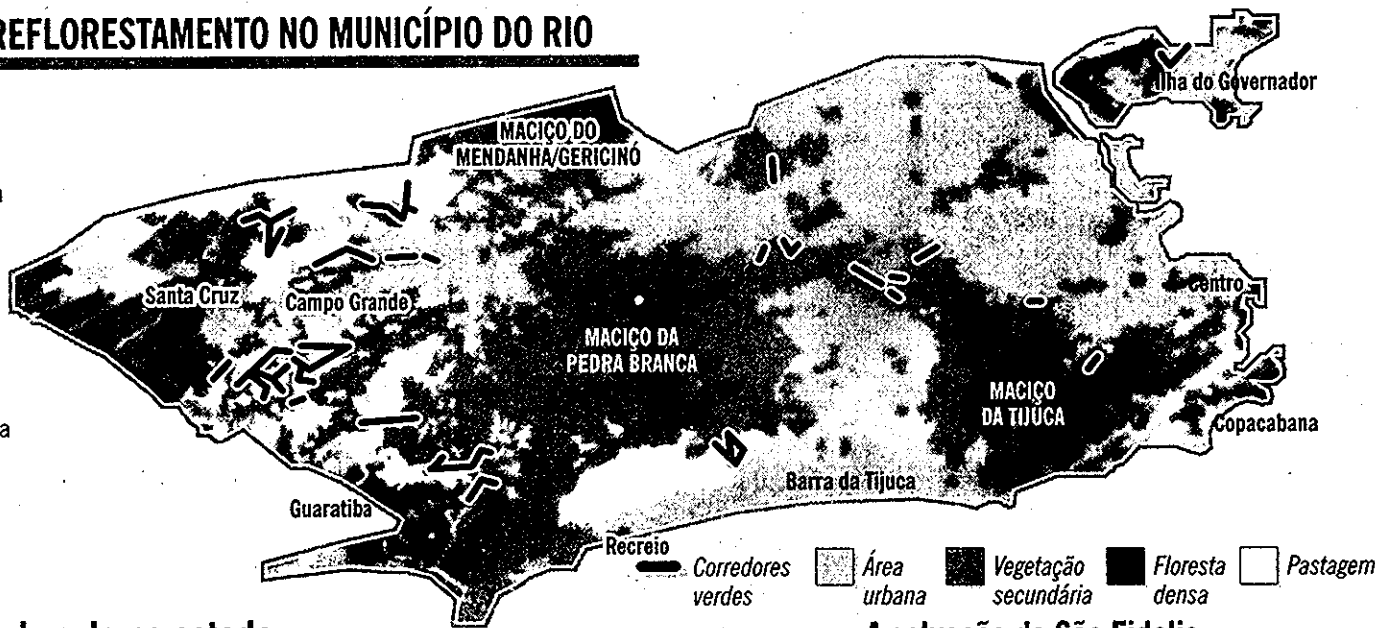 REFLORESTAMENTO NO MUNICÍPIO DO RIO
Ilha do Governador
MACIÇO DO
MENDANHA/GERICINÓ
Santa Cruz
Campo Grande
Centro
MACIÇO DA
PEDRA BRANCA
MACIÇO
DA TIJUCA
Copacabana
a
Barra da Tijuca
Guaratiba
Recreio
Corredores
verdes
Área
urbana
Vegetação
secundária
Floresta
densa
Pastagem